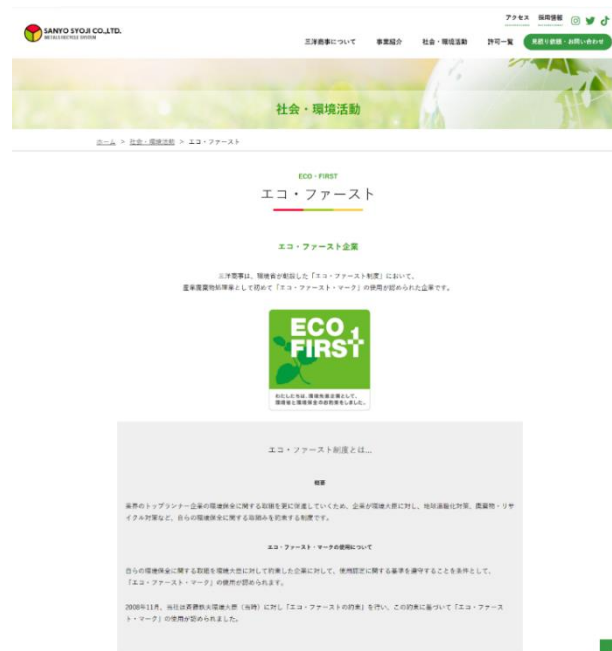 アクセス 採用情報
SANYO SYOJI CO.,LTD.
METALS RECYCLE SYSTEM
三洋商事について 事業紹介 社会・環境活動 許可一覧 見積り依頼・お問い合わせ
社会・環境活動
ホーム > 社会・環境活動 > エコ・ファースト
ECO - FIRST
エコ・ファースト
エコ・ファースト企業
三洋商事は、環境省が創設した「エコ・ファースト制度」において、
産業廃棄物処理業として初めて「エコ・ファースト・マーク」の使用が認められた企業です。
ECO 1
FIRST
わたしたちは、環境先進企業として、
環境省と環境保全の約束をしました。
エコ・ファースト制度とは...
概要
業界のトップランナー企業の環境保全に関する取組を更に促進していくため、企業が環境大臣に対し、地球温暖化対策、廃棄物・リサ
イクル対策など、自らの環境保全に関する取組みを約束する制度です。
エコ・ファースト・マークの使用について
自らの環境保全に関する取組を環境大臣に対して約束した企業に対して、使用認定に関する基準を遵守することを条件として、
「エコ・ファースト・マーク」の使用が認められます。
2008年11月、当社は斉藤鉄夫環境大臣（当時）に対し「エコ・ファーストの約束」を行い、この約束に基づいて「エコ・ファース
ト・マーク」の使用が認められました。